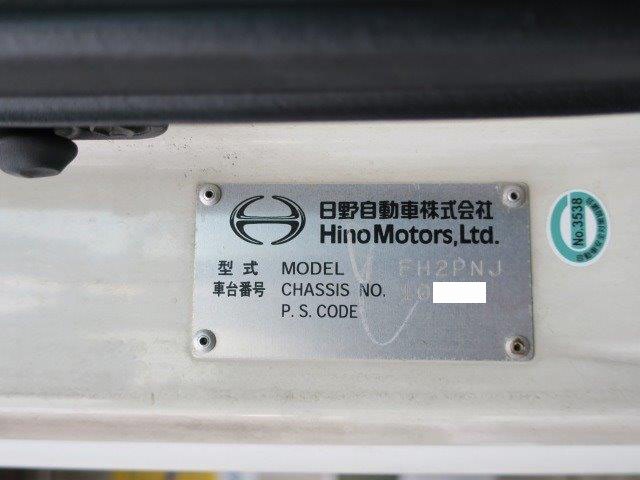 日野自動車株式会社
Hino Motors, Ltd.
型式 MODEL FH2PNJ
車台番号 CHASSIS NO. 10
P.S.CODE
No.3538